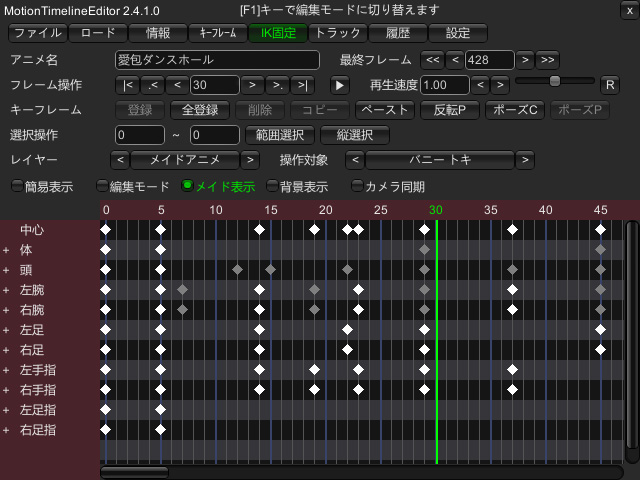 MotionTimelineEditor 2.4.1.0 [F1]キーで編集モードに切り替えます x
ファイル ロード 情報 ｷｰﾌﾚｰﾑ IK固定 トラック 履歴 設定
アニメ名 愛包ダンスホール 最終フレーム << < 428 > >>
フレーム操作 |< .< < 30 > >. >| ▶ 再生速度 1.00 < > R
キーフレーム 登録 全登録 削除 コピー ペースト 反転P ポーズC ポーズP
選択操作 0 ~ 0 範囲選択 縦選択
レイヤー < メイドアニメ > 操作対象 < バニー トキ >
簡易表示 編集モード メイド表示 背景表示 カメラ同期
0 5 10 15 20 25 30 35 40 45
中心
+ 体
+ 頭
+ 左腕
+ 右腕
+ 左足
+ 右足
+ 左手指
+ 右手指
+ 左足指
+ 右足指